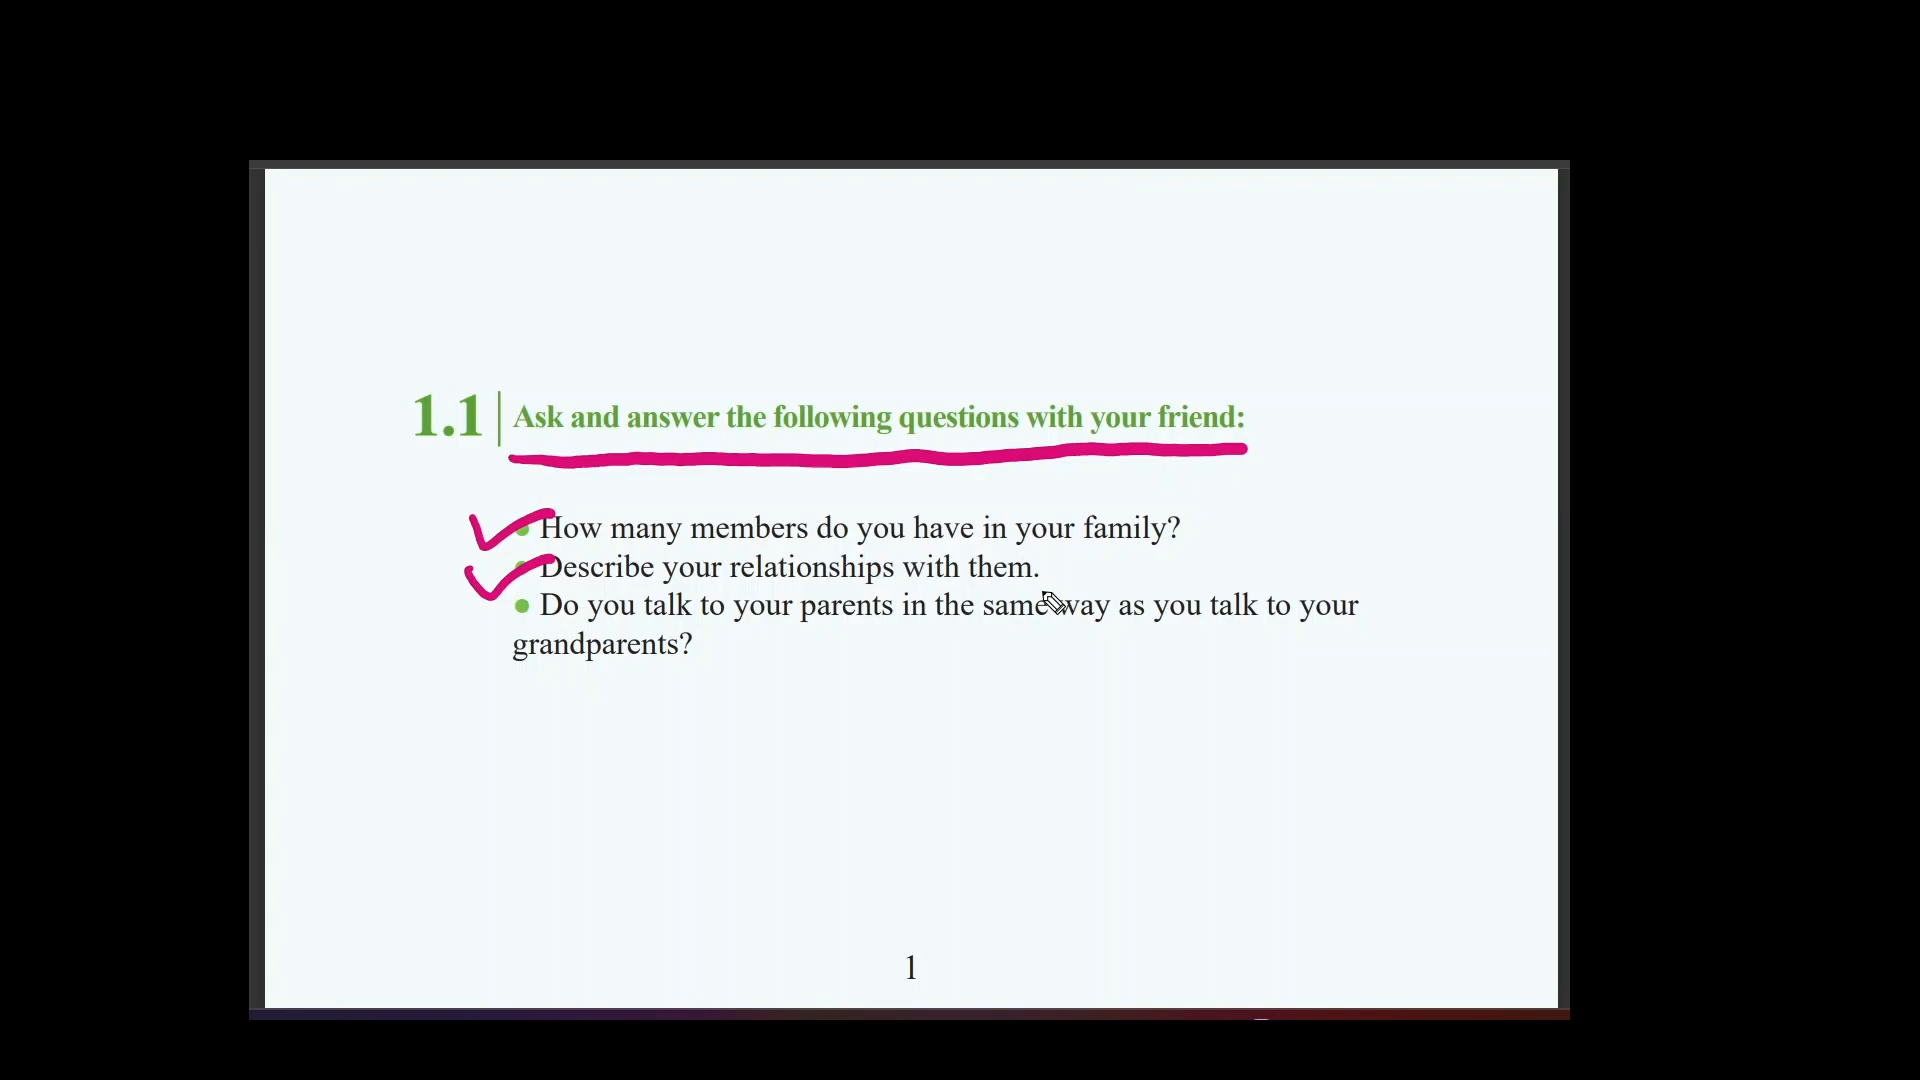 1.1 Ask and answer the following questions with your friend:
● How many members do you have in your family?
● Describe your relationships with them.
● Do you talk to your parents in the same way as you talk to your
grandparents?
1